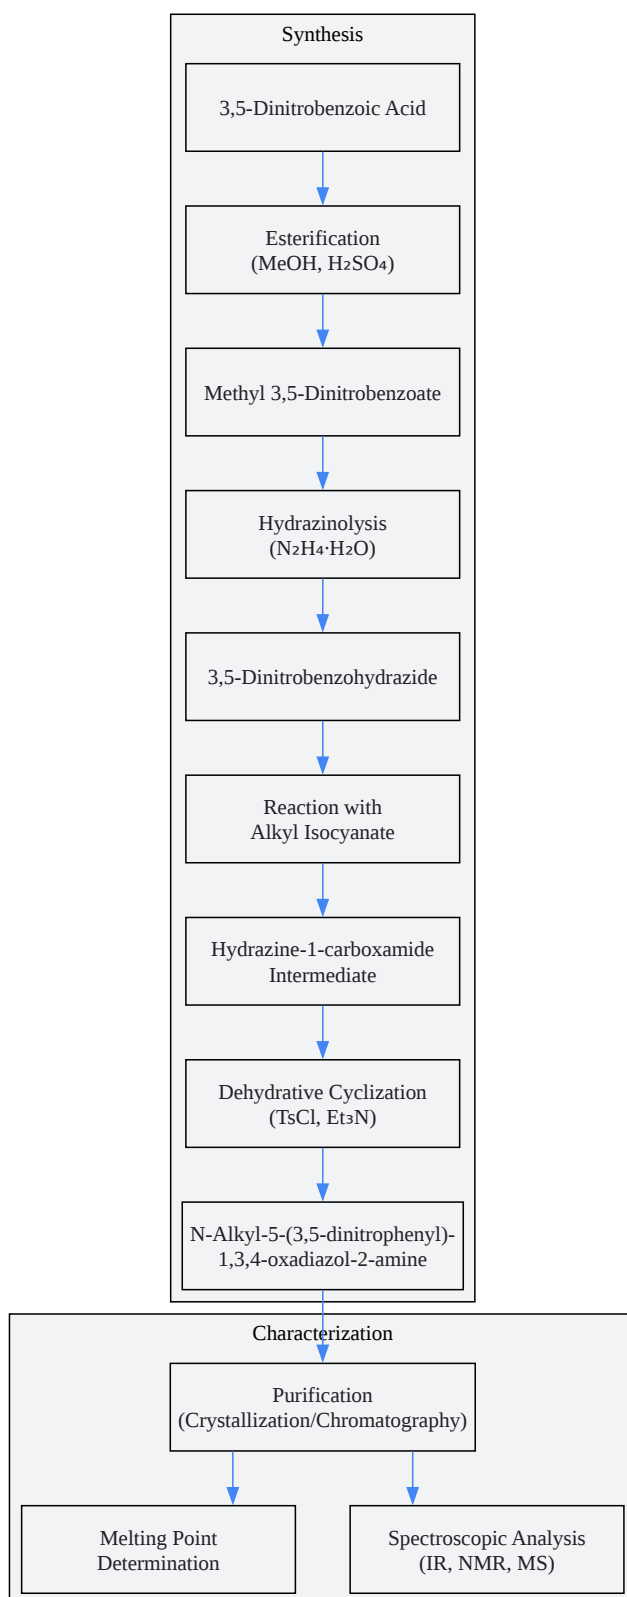 Synthesis
3,5-Dinitrobenzoic Acid
Esterification
(MeOH, H₂SO₄)
Methyl 3,5-Dinitrobenzoate
Hydrazinolysis
(N₂H₄·H₂O)
3,5-Dinitrobenzohydrazide
Reaction with
Alkyl Isocyanate
Hydrazine-1-carboxamide
Intermediate
Dehydrative Cyclization
(TsCl, Et₃N)
N-Alkyl-5-(3,5-dinitrophenyl)-
1,3,4-oxadiazol-2-amine
Characterization
Purification
(Crystallization/Chromatography)
Melting Point
Determination
Spectroscopic Analysis
(IR, NMR, MS)